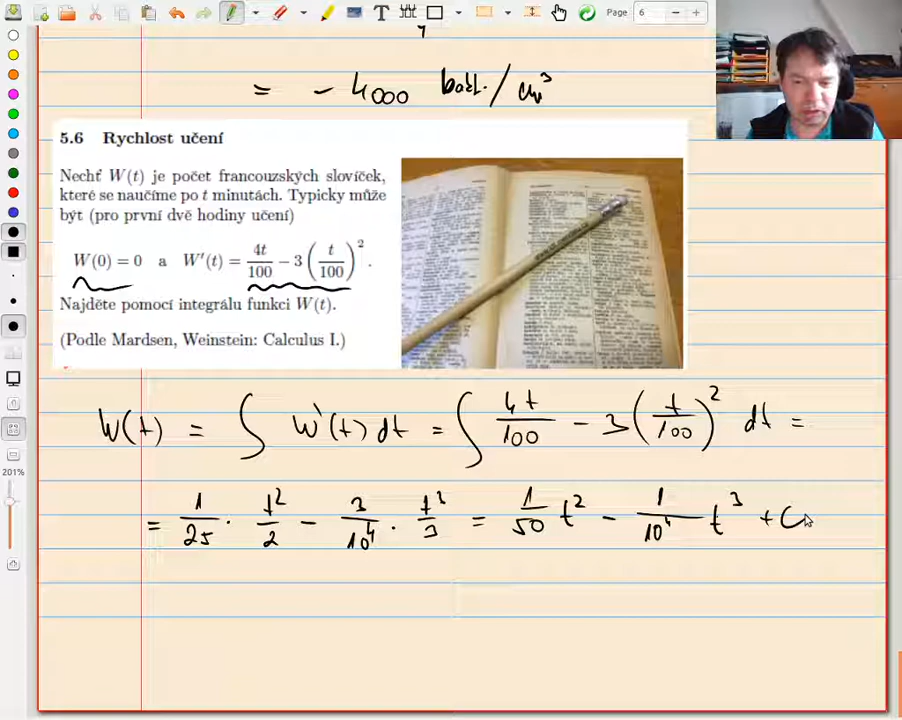 Page 6
= - 4000 bakt./cm³
5.6 Rychlost učení
Nechť W(t) je počet francouzských slovíček,
které se naučíme po t minutách. Typicky může
být (pro první dvě hodiny učení)
W(0) = 0 a W′(t) = 4t/100 − 3 (t/100)².
Najděte pomocí integrálu funkci W(t).
(Podle Mardsen, Weinstein: Calculus I.)
201%
W(t) = ∫ W'(t) dt = ∫ 4t/100 − 3 (t/100)² dt =
= 1/25 · t²/2 − 3/10⁴ · t³/3 = 1/50 t² − 1/10⁴ t³ + C